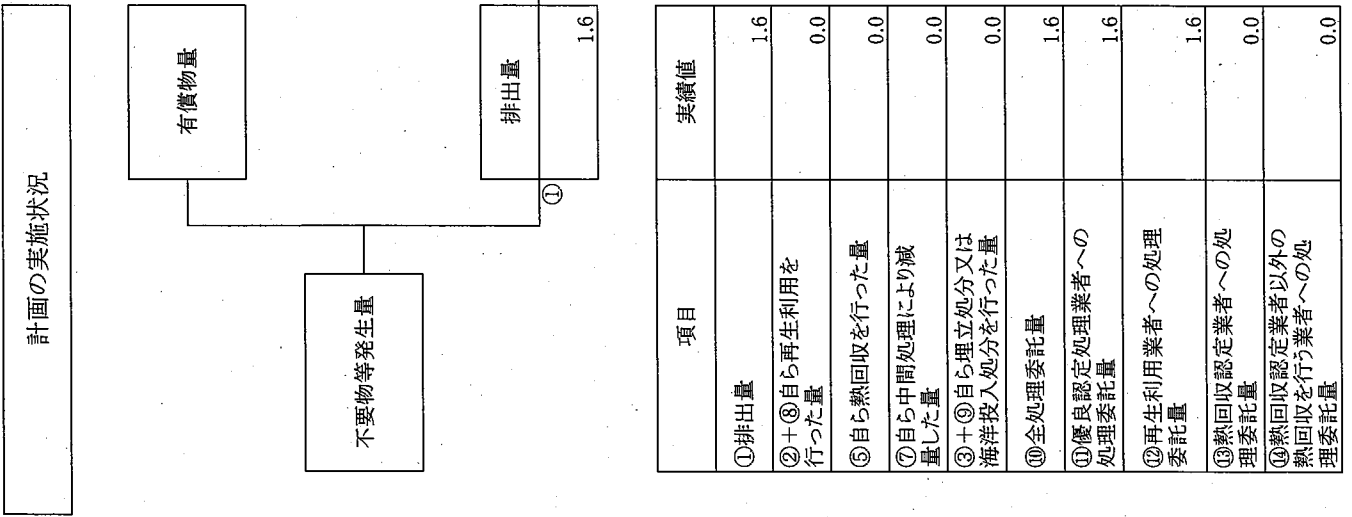 計画の実施状況
有償物量
不要物等発生量
排出量
①
1.6
項目
実績値
①排出量
1.6
②+⑧自ら再生利用を
行った量
0.0
⑤自ら熱回収を行った量
0.0
⑦自ら中間処理により減
量した量
0.0
③+⑨自ら埋立処分又は
海洋投入処分を行った量
0.0
⑩全処理委託量
1.6
⑪優良認定処理業者への
処理委託量
1.6
⑫再生利用業者への処理
委託量
1.6
⑬熱回収認定業者への処
理委託量
0.0
⑭熱回収認定業者以外の
熱回収を行う業者への処
理委託量
0.0